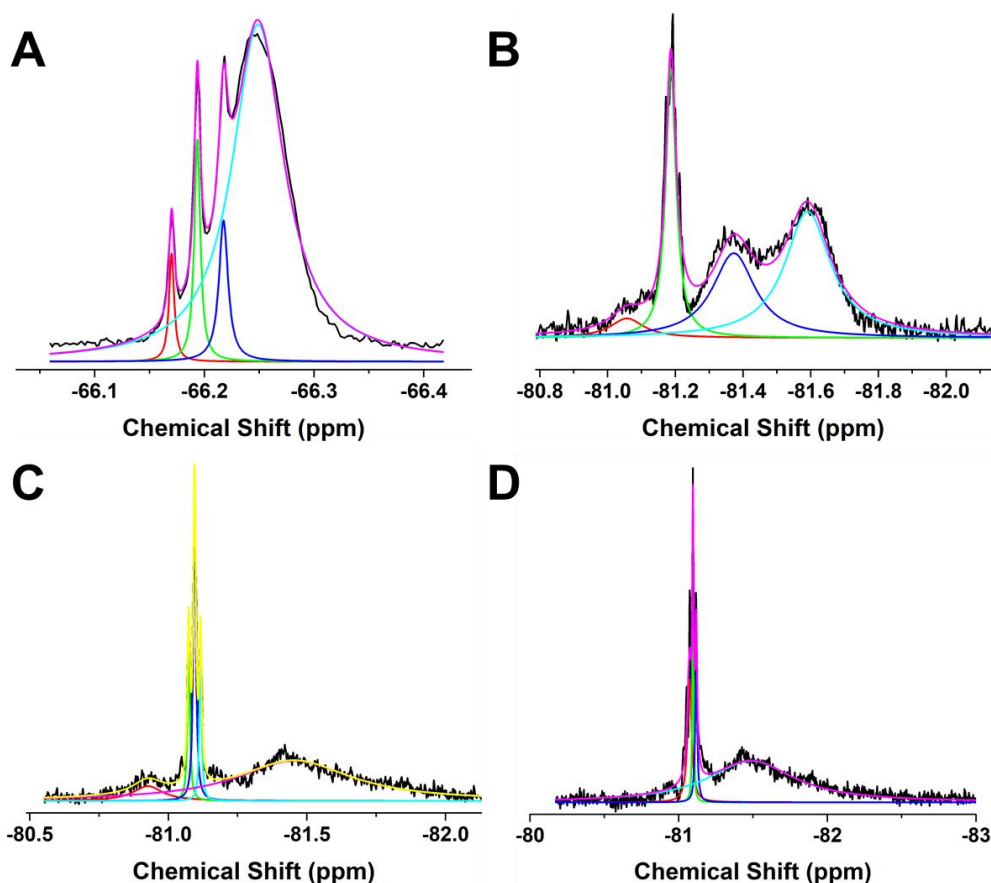 A
-66.1 -66.2 -66.3 -66.4
Chemical Shift (ppm)
B
-80.8 -81.0 -81.2 -81.4 -81.6 -81.8 -82.0
Chemical Shift (ppm)
C
-80.5 -81.0 -81.5 -82.0
Chemical Shift (ppm)
D
-80 -81 -82 -83
Chemical Shift (ppm)